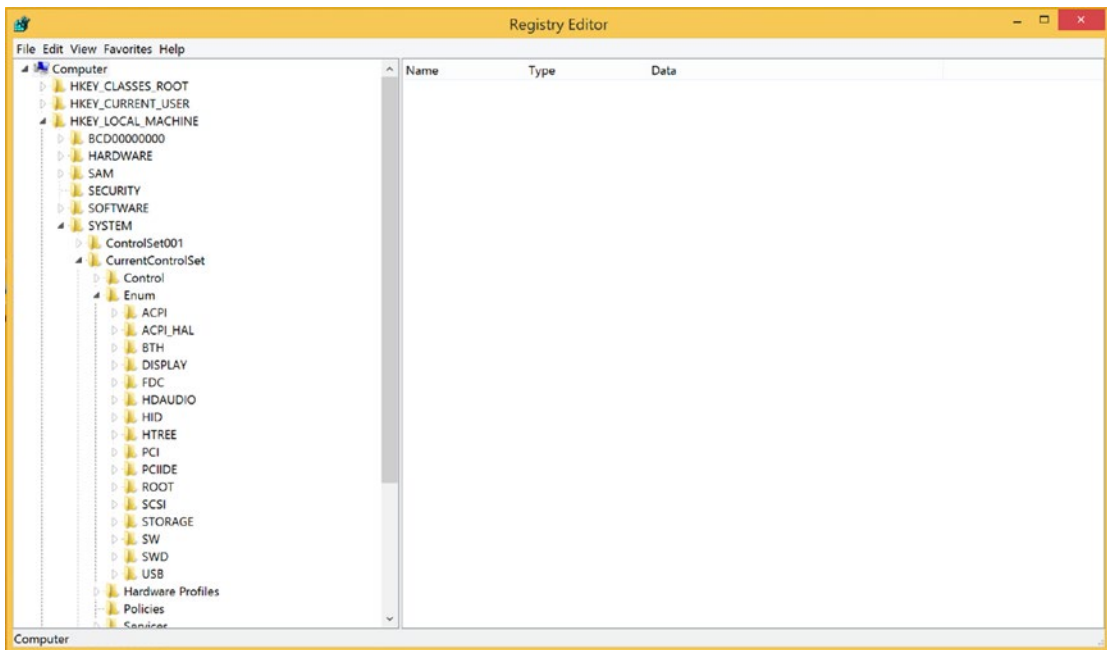 Registry Editor
File Edit View Favorites Help
Computer
HKEY_CLASSES_ROOT
HKEY_CURRENT_USER
HKEY_LOCAL_MACHINE
BCD00000000
HARDWARE
SAM
SECURITY
SOFTWARE
SYSTEM
ControlSet001
CurrentControlSet
Control
Enum
ACPI
ACPI_HAL
BTH
DISPLAY
FDC
HDAUDIO
HID
HTREE
PCI
PCIIDE
ROOT
SCSI
STORAGE
SW
SWD
USB
Hardware Profiles
Policies
Services
Name Type Data
Computer